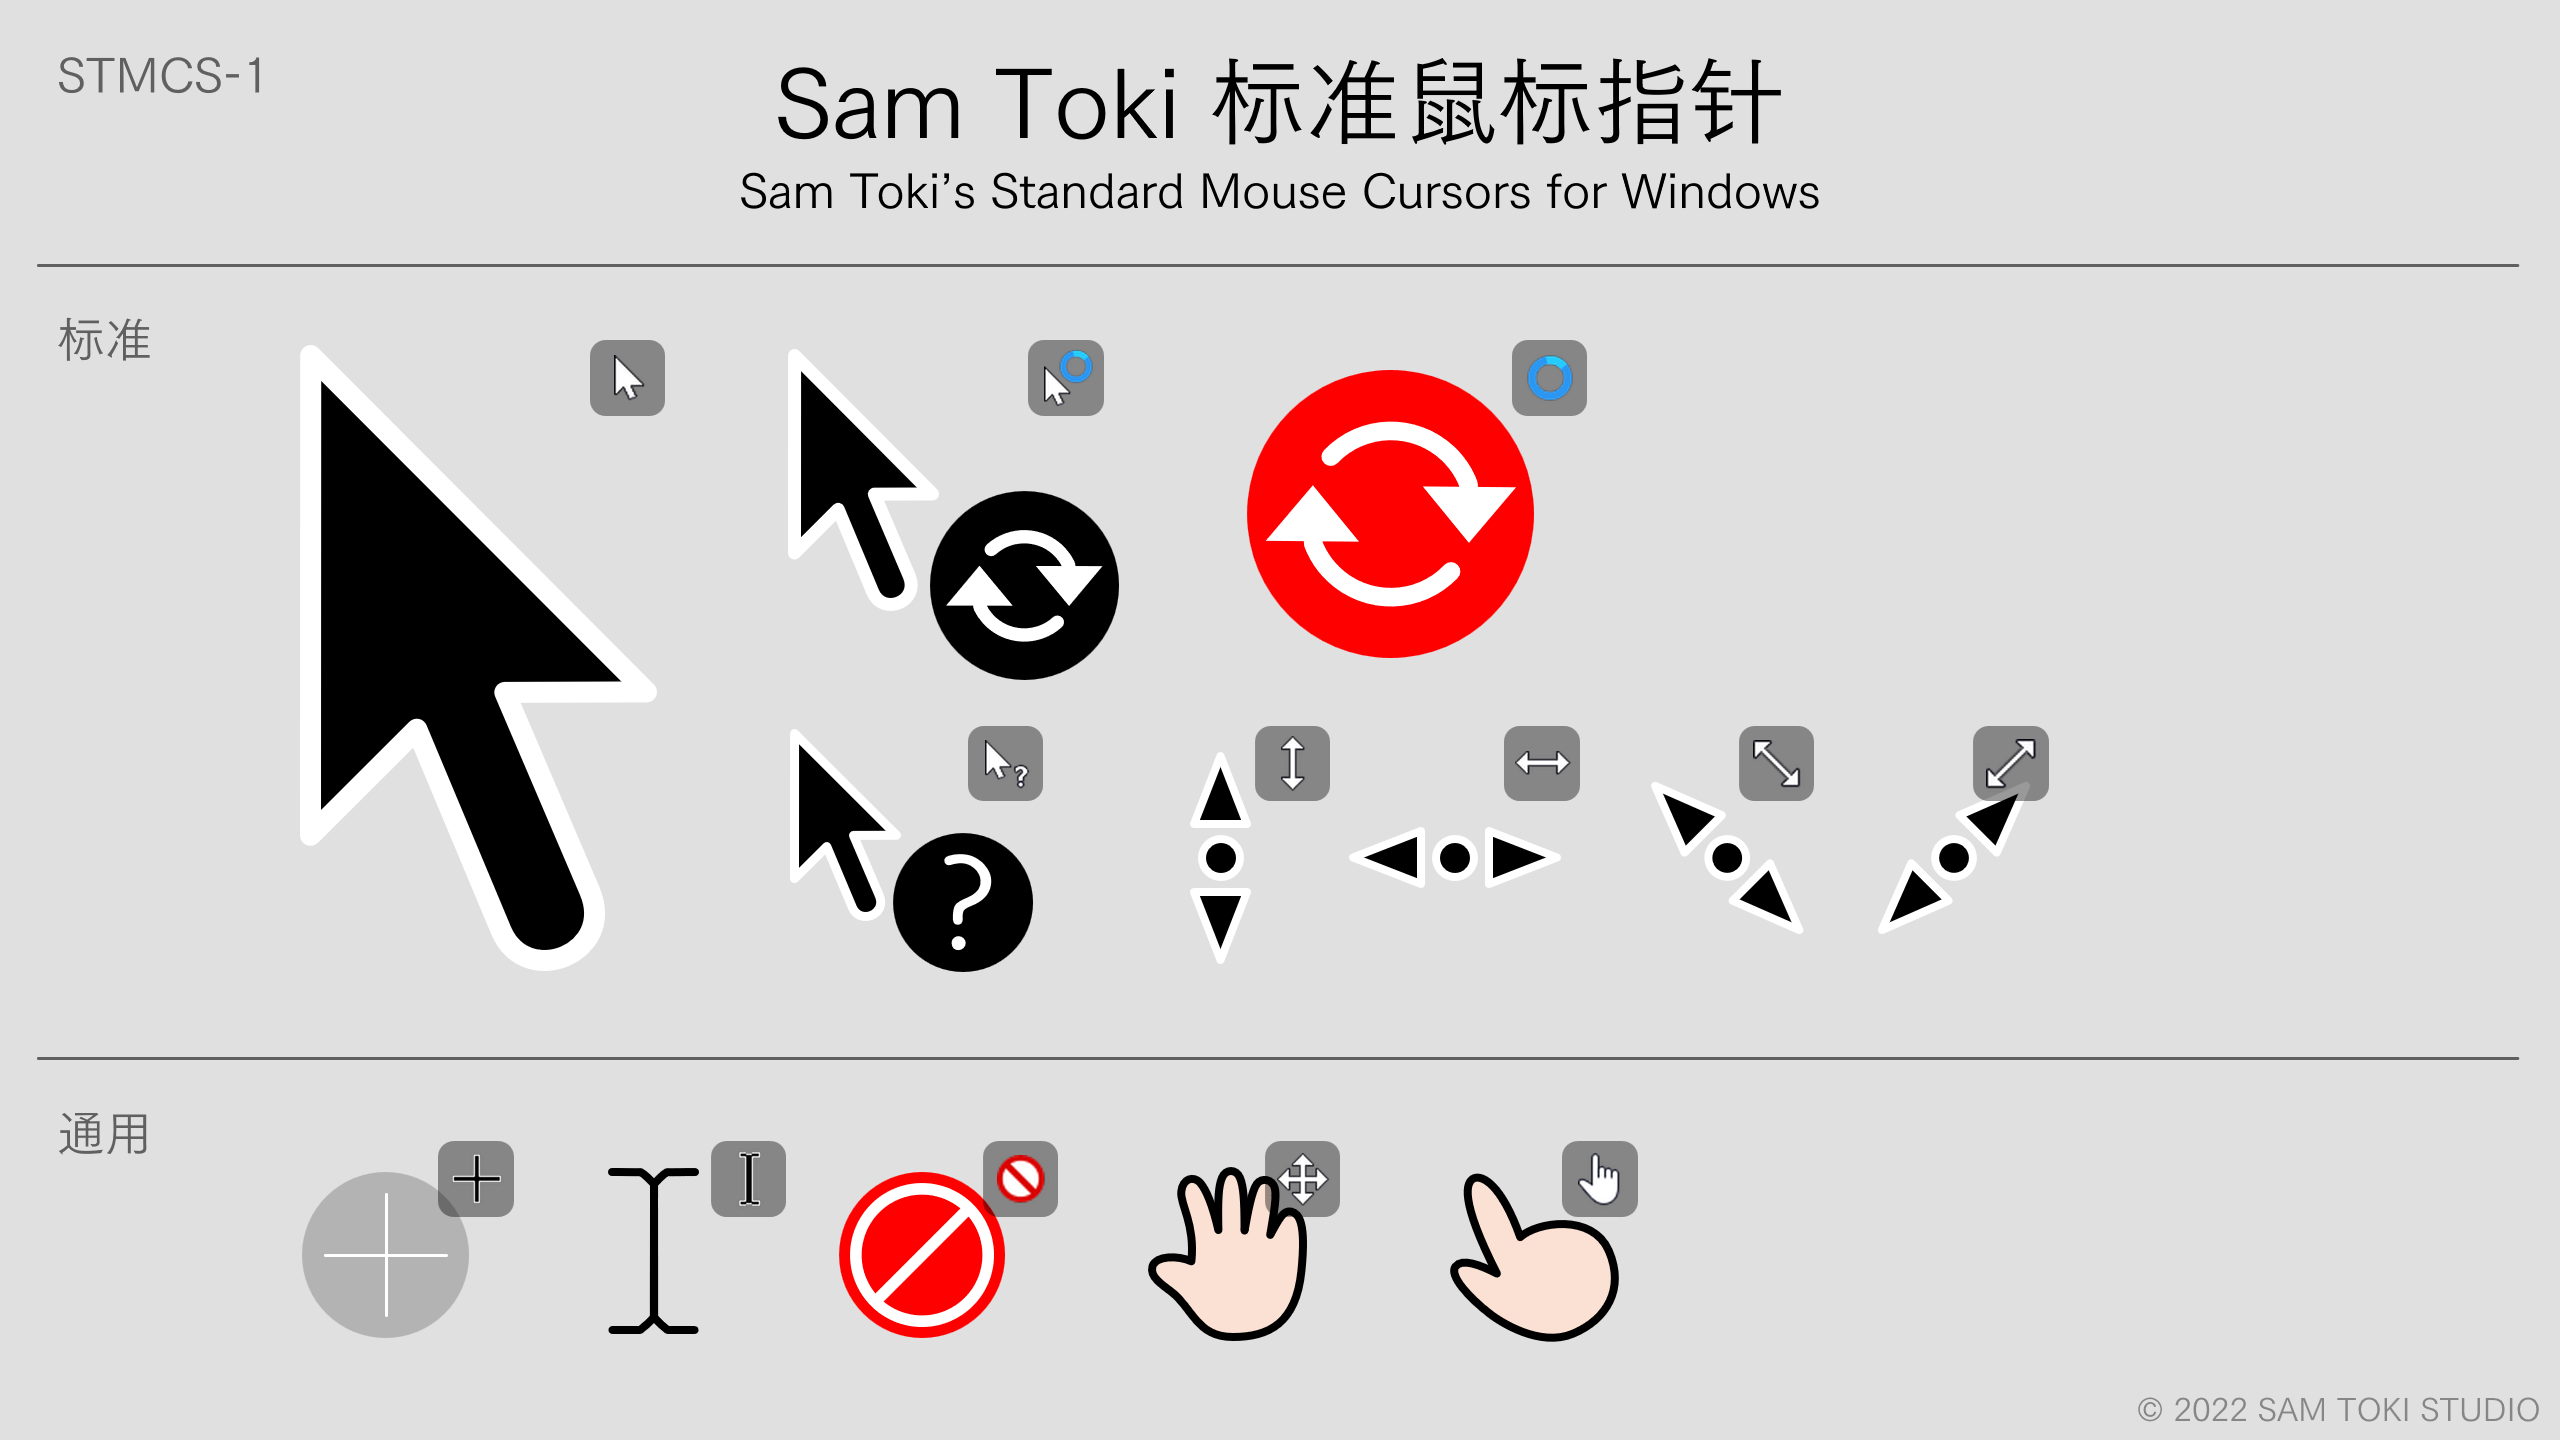 STMCS-1
Sam Toki 标准鼠标指针
Sam Toki’s Standard Mouse Cursors for Windows
标准
?
?
通用
© 2022 SAM TOKI STUDIO